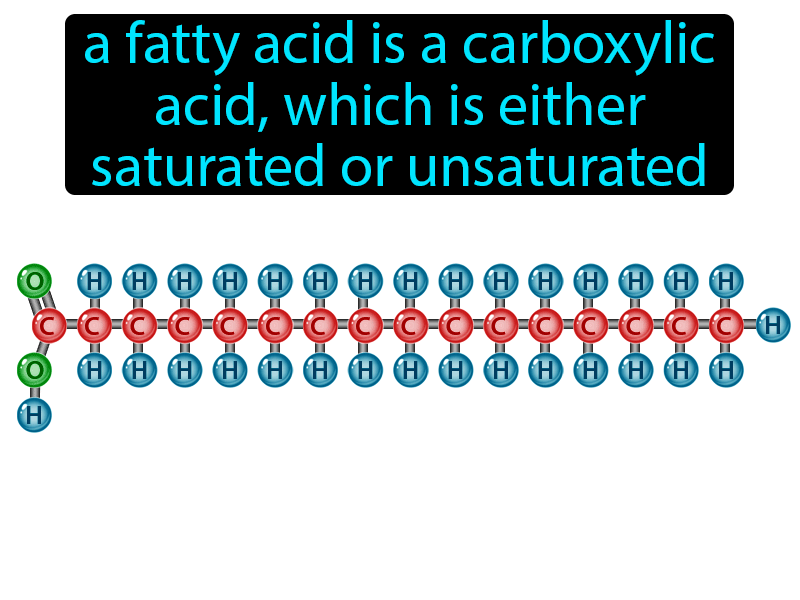 a fatty acid is a carboxylic
acid, which is either
saturated or unsaturated
O H H H H H H H H H H H H H H H
C C C C C C C C C C C C C C C C H
O H H H H H H H H H H H H H H H
H